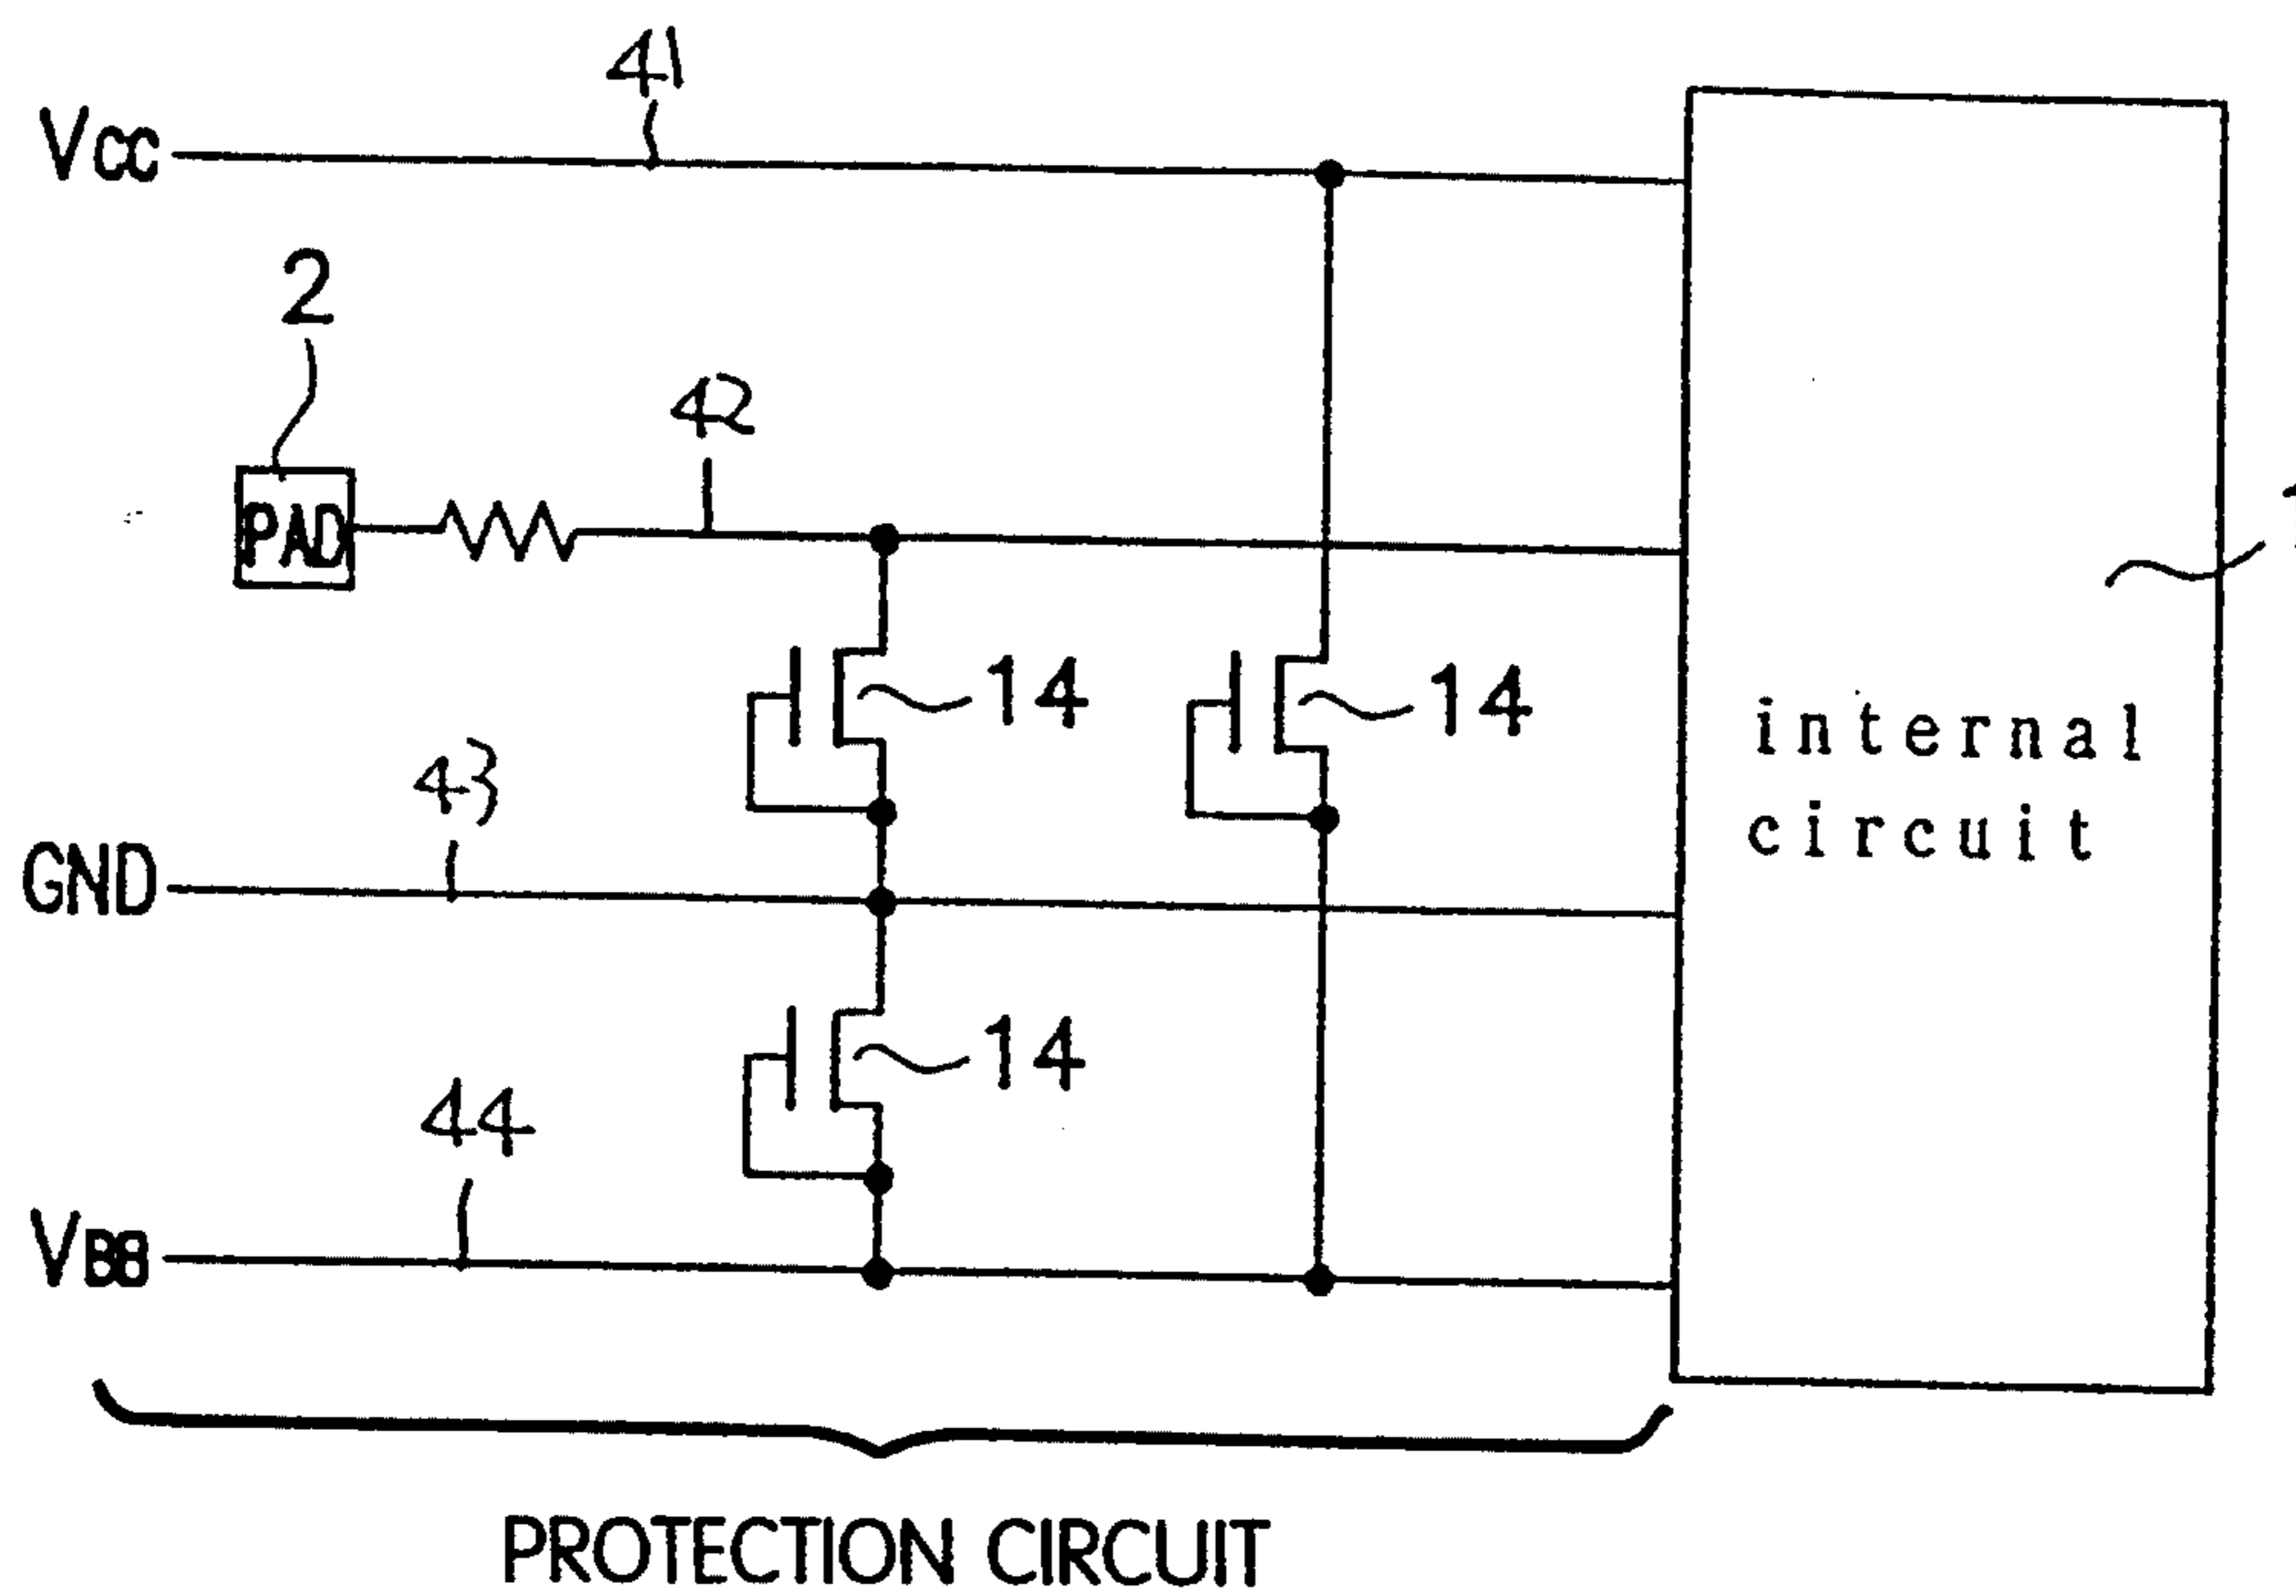 41
Vcc
2
42
PAD
14
14
internal
circuit
43
GND
14
44
VBB
PROTECTION CIRCUIT